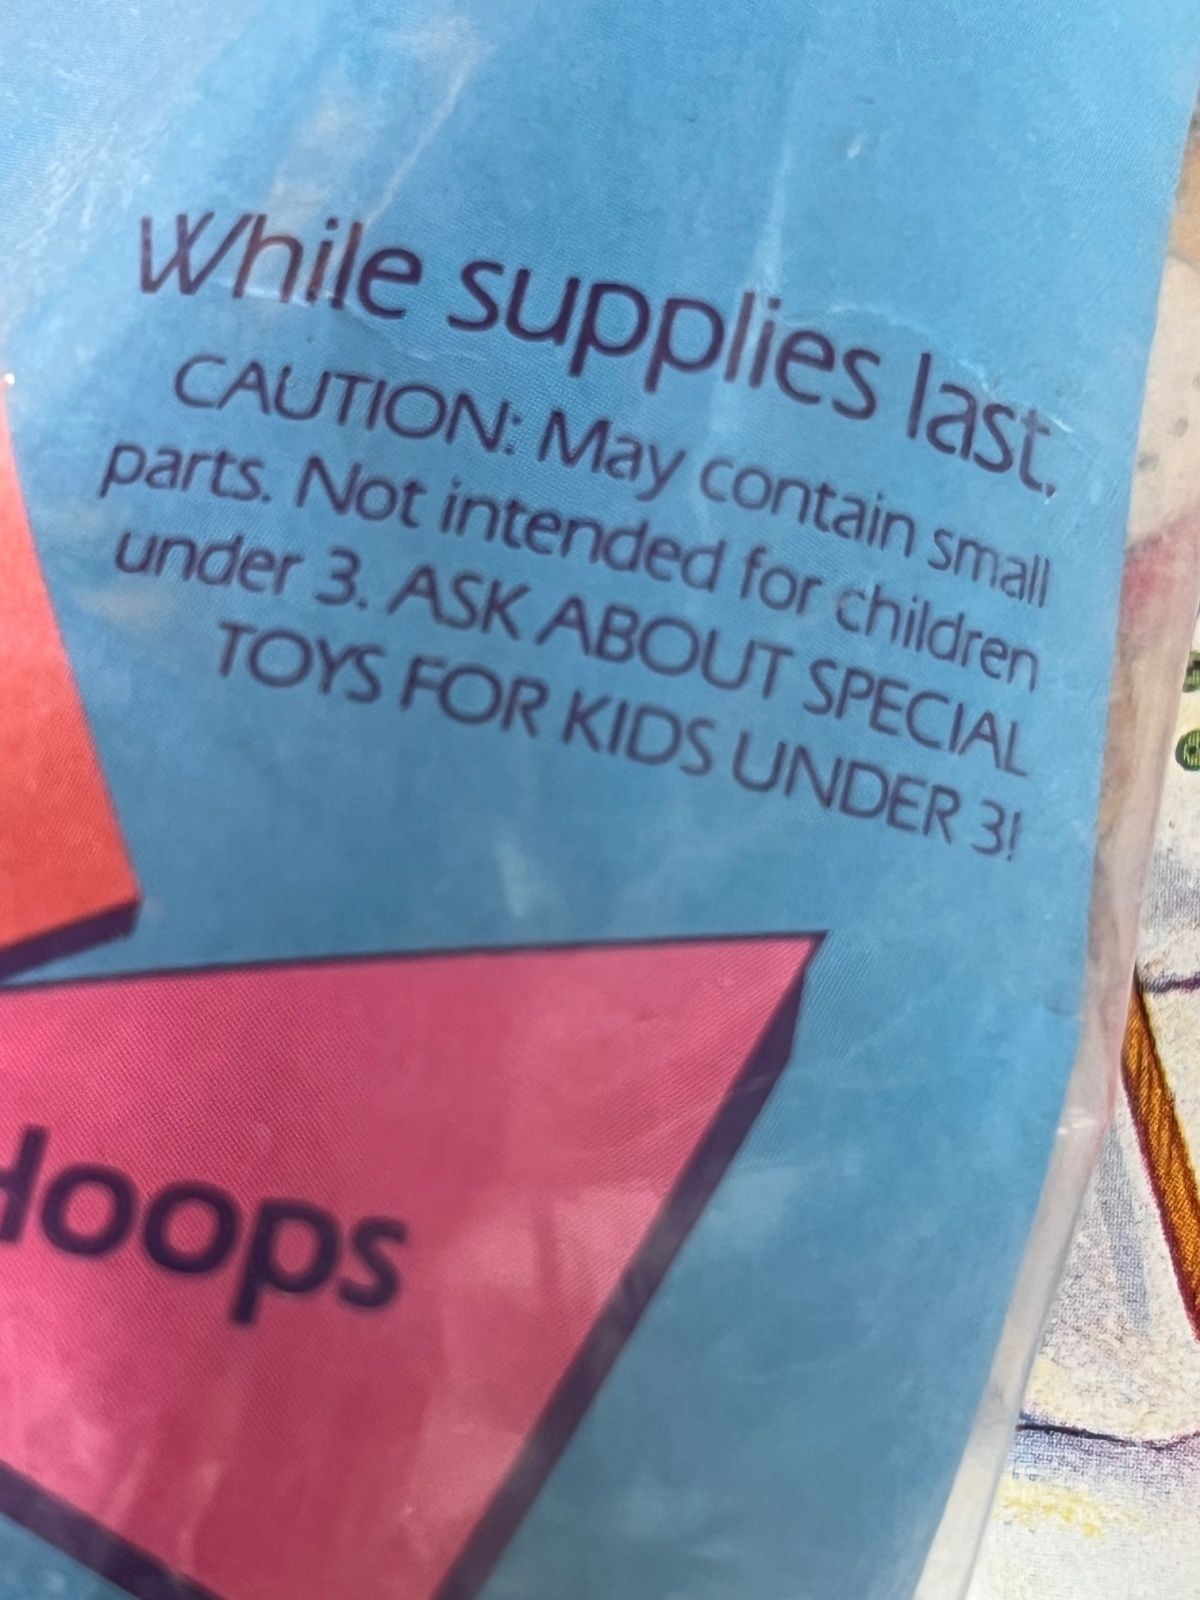 While supplies last.
CAUTION: May contain small
parts. Not intended for children
under 3. ASK ABOUT SPECIAL
TOYS FOR KIDS UNDER 3!
Hoops